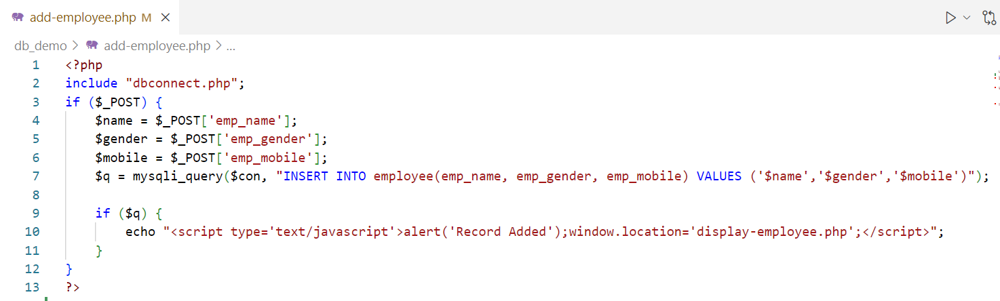 add-employee.php M
db_demo > add-employee.php > ...
1 <?php
2 include "dbconnect.php";
3 if ($_POST) {
4     $name = $_POST['emp_name'];
5     $gender = $_POST['emp_gender'];
6     $mobile = $_POST['emp_mobile'];
7     $q = mysqli_query($con, "INSERT INTO employee(emp_name, emp_gender, emp_mobile) VALUES ('$name','$gender','$mobile')");
8
9     if ($q) {
10         echo "<script type='text/javascript'>alert('Record Added');window.location='display-employee.php';</script>";
11     }
12 }
13 ?>